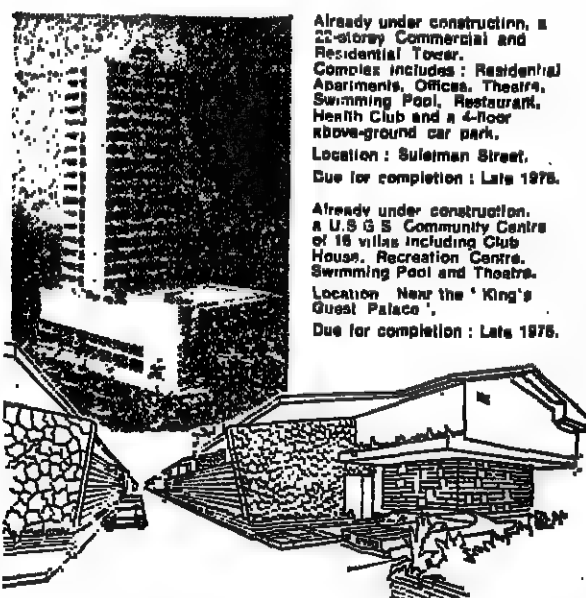 Already under construction, a
22-storey Commercial and
Residential Tower.
Complex includes : Residential
Apartments, Offices, Theatre,
Swimming Pool, Restaurant,
Health Club and a 4-floor
above-ground car park.
Location : Suleiman Street.
Due for completion : Late 1976.
Already under construction.
a U.S G S Community Centre
of 16 villas including Club
House, Recreation Centre.
Swimming Pool and Theatre.
Location Near the ' King's
Guest Palace '.
Due for completion : Late 1976.